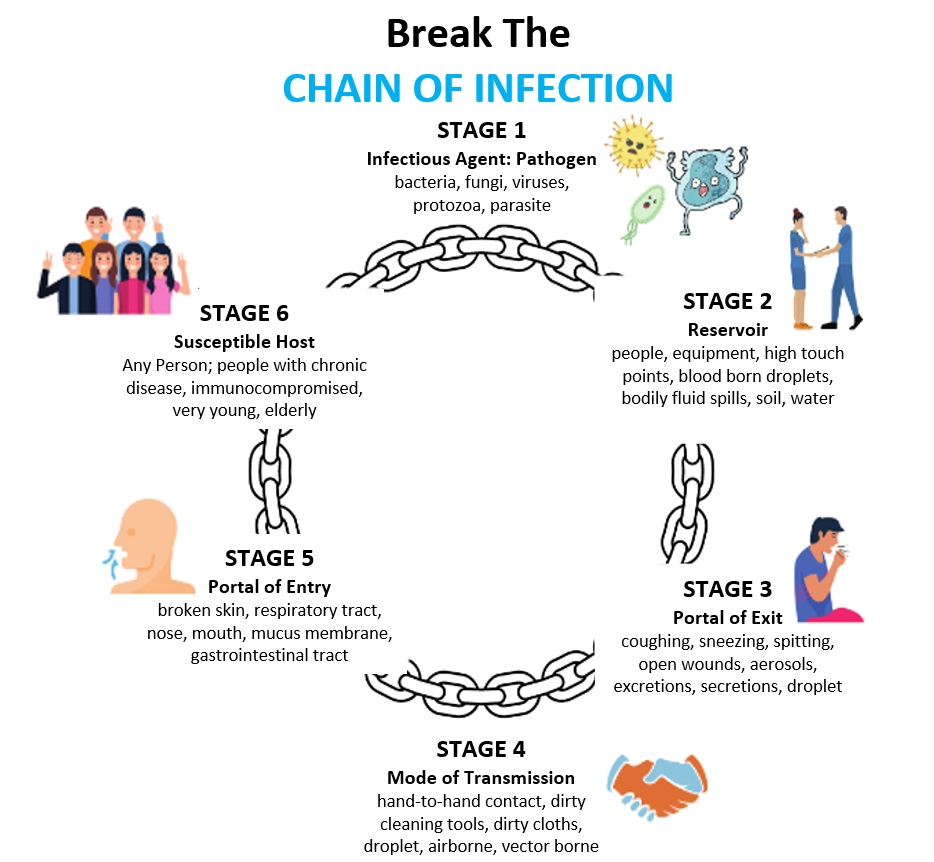 Break The
CHAIN OF INFECTION
STAGE 1
Infectious Agent: Pathogen
bacteria, fungi, viruses,
protozoa, parasite
STAGE 2
Reservoir
people, equipment, high touch
points, blood born droplets,
bodily fluid spills, soil, water
STAGE 3
Portal of Exit
coughing, sneezing, spitting,
open wounds, aerosols,
excretions, secretions, droplet
STAGE 4
Mode of Transmission
hand-to-hand contact, dirty
cleaning tools, dirty cloths,
droplet, airborne, vector borne
STAGE 5
Portal of Entry
broken skin, respiratory tract,
nose, mouth, mucus membrane,
gastrointestinal tract
STAGE 6
Susceptible Host
Any Person; people with chronic
disease, immunocompromised,
very young, elderly